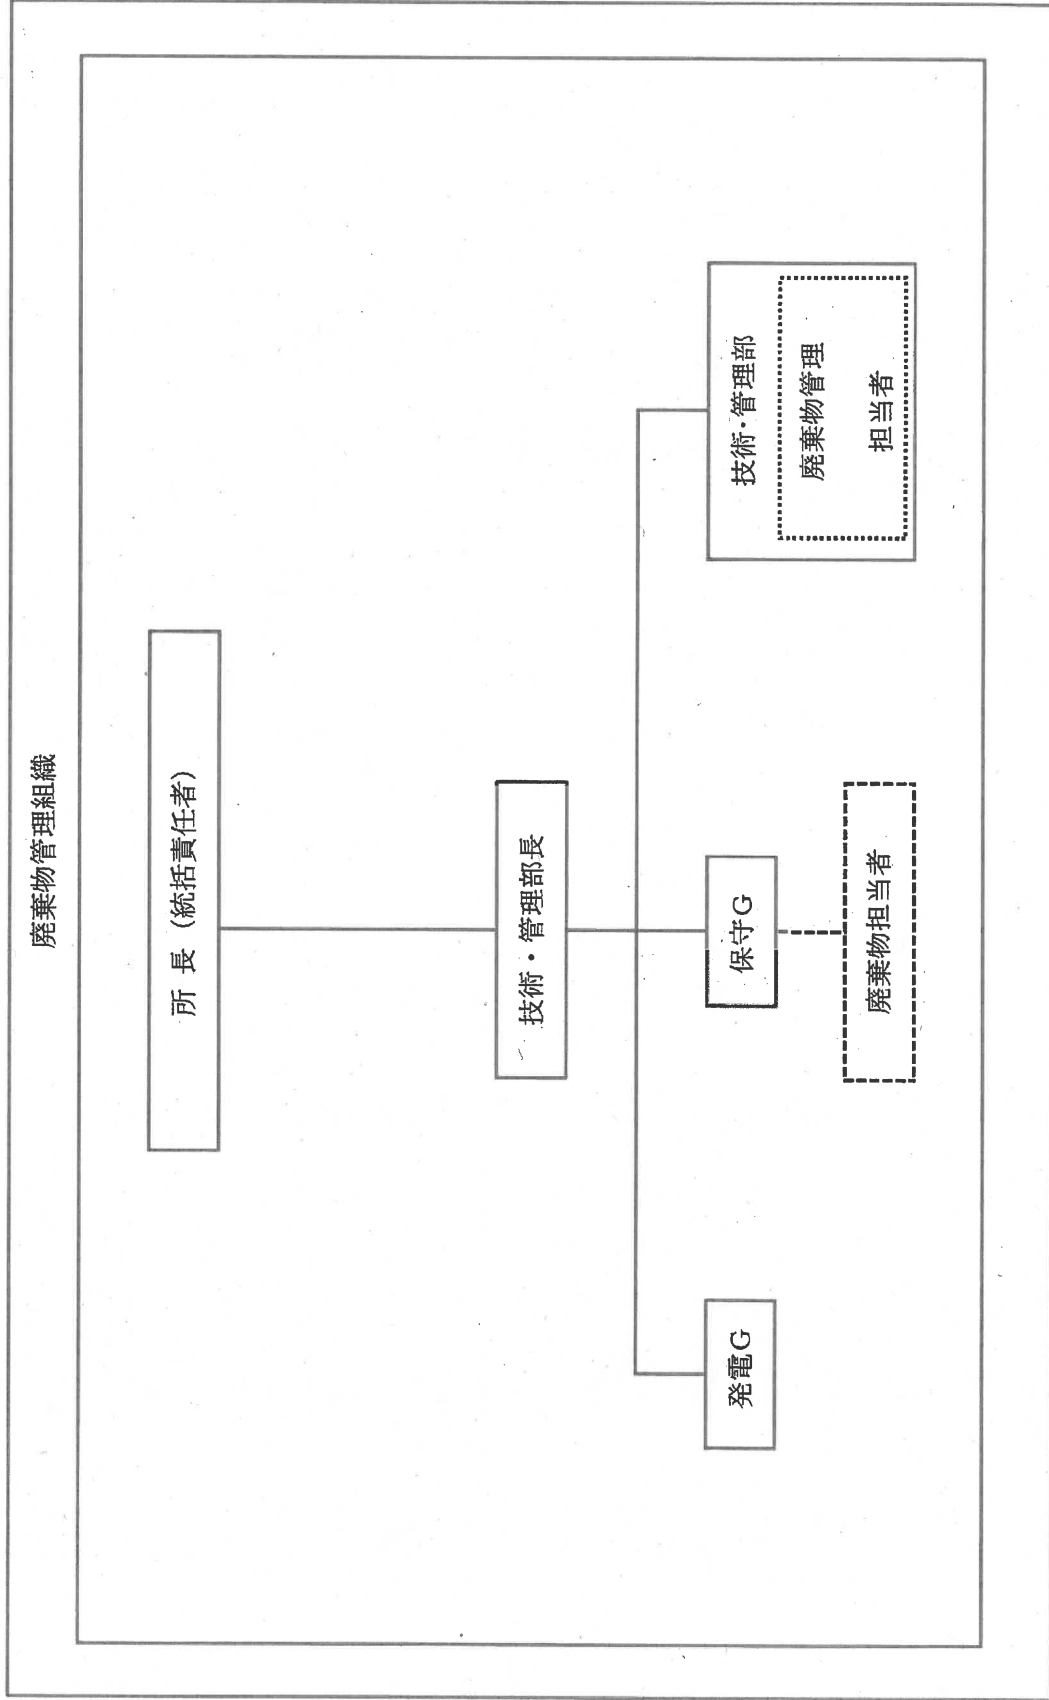 廃棄物管理組織
所 長 (統括責任者)
技術・管理部長
発電G
保守G
技術・管理部
廃棄物管理
担当者
廃棄物担当者